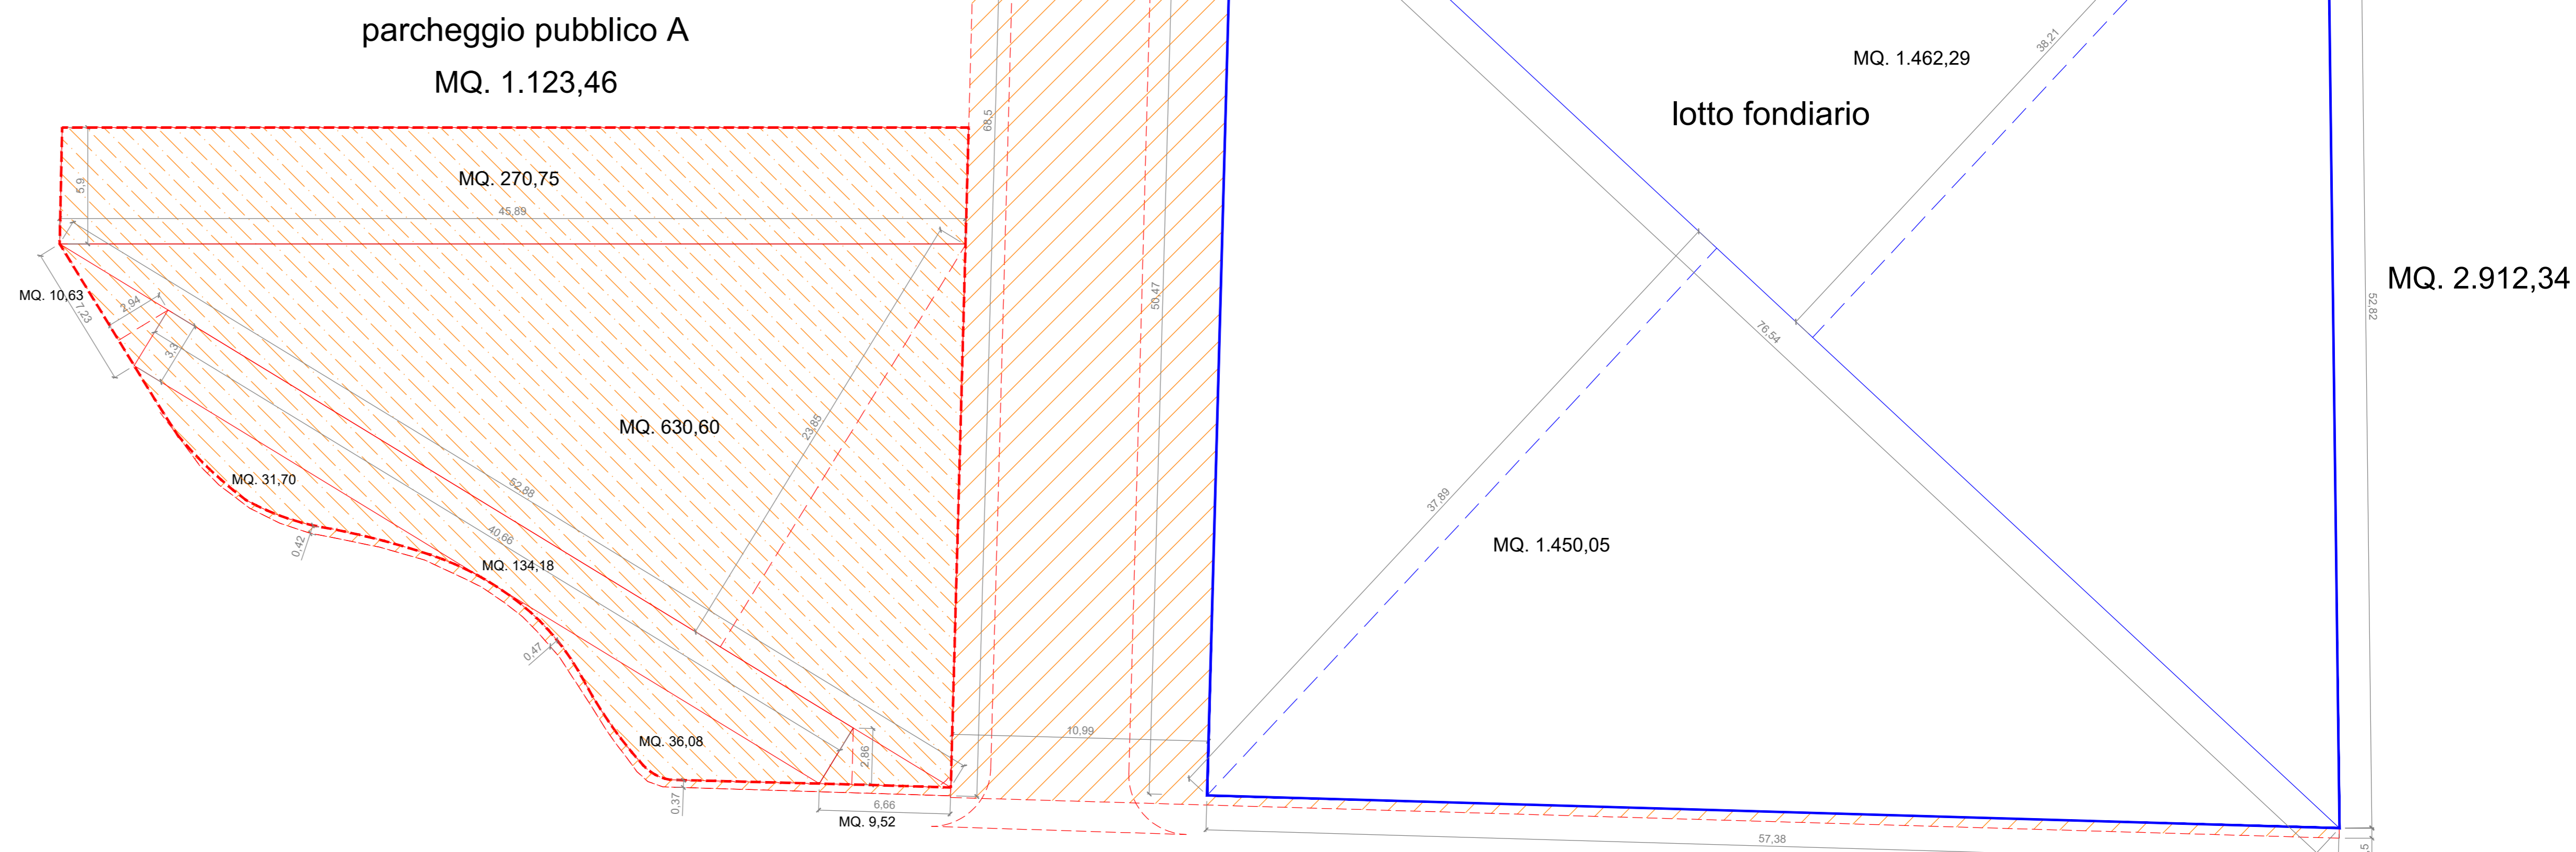 parcheggio pubblico A
MQ. 1.123,46
MQ. 270,75
5,9
45,89
MQ. 10,63
7,23
2,94
3,3
MQ. 630,60
23,85
52,88
40,66
MQ. 31,70
0,42
MQ. 134,18
0,47
MQ. 36,08
0,37
2,86
6,66
MQ. 9,52
68,5
50,47
10,99
MQ. 1.462,29
38,21
lotto fondiario
MQ. 2.912,34
52,82
76,54
37,89
MQ. 1.450,05
57,38